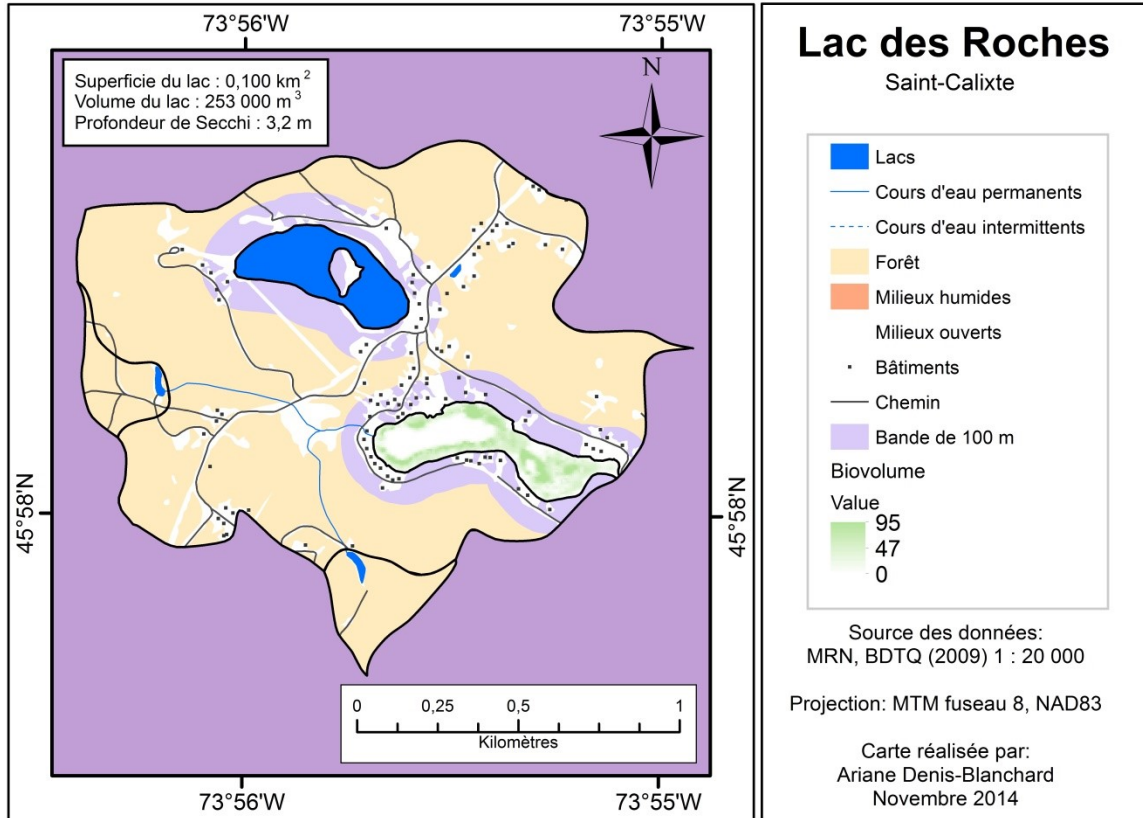 73°56'W
73°55'W
Superficie du lac : 0,100 km²
Volume du lac : 253 000 m³
Profondeur de Secchi : 3,2 m
N
45°58'N
45°58'N
0 0,25 0,5 1
Kilomètres
73°56'W
73°55'W
Lac des Roches
Saint-Calixte
Lacs
Cours d'eau permanents
Cours d'eau intermittents
Forêt
Milieux humides
Milieux ouverts
Bâtiments
Chemin
Bande de 100 m
Biovolume
Value
95
47
0
Source des données:
MRN, BDTQ (2009) 1 : 20 000
Projection: MTM fuseau 8, NAD83
Carte réalisée par:
Ariane Denis-Blanchard
Novembre 2014